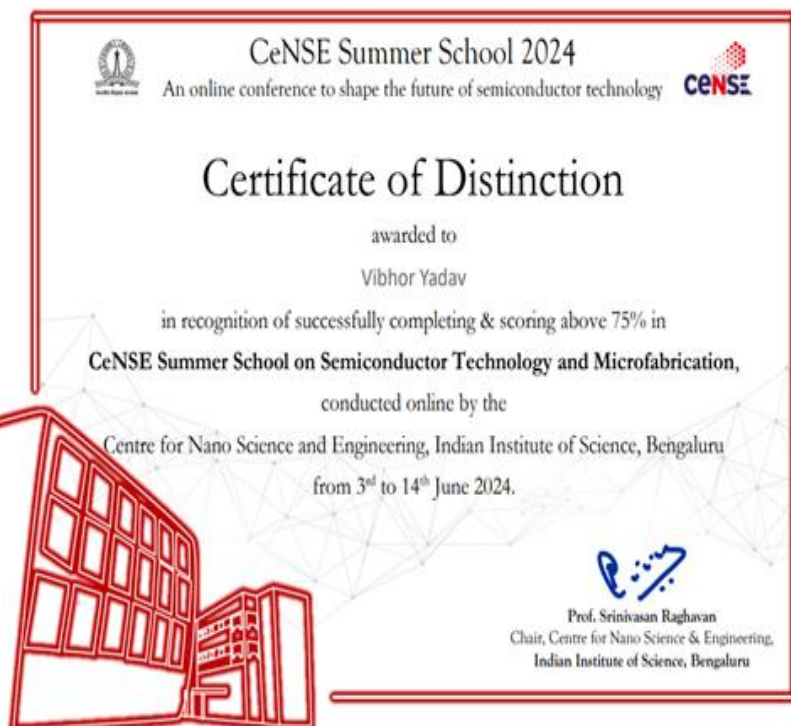 CeNSE Summer School 2024
An online conference to shape the future of semiconductor technology
CeNSE
Certificate of Distinction
awarded to
Vibhor Yadav
in recognition of successfully completing & scoring above 75% in
CeNSE Summer School on Semiconductor Technology and Microfabrication,
conducted online by the
Centre for Nano Science and Engineering, Indian Institute of Science, Bengaluru
from 3rd to 14th June 2024.
Prof. Srinivasan Raghavan
Chair, Centre for Nano Science & Engineering,
Indian Institute of Science, Bengaluru